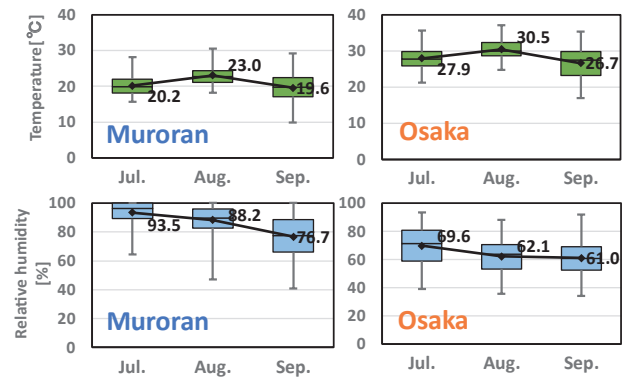 Temperature [℃]
40
30
20
10
0
20.2
23.0
19.6
Muroran
Jul.
Aug.
Sep.
40
30
20
10
0
27.9
30.5
26.7
Osaka
Jul.
Aug.
Sep.
Relative humidity
[%]
100
80
60
40
20
0
93.5
88.2
76.7
Muroran
Jul.
Aug.
Sep.
100
80
60
40
20
0
69.6
62.1
61.0
Osaka
Jul.
Aug.
Sep.